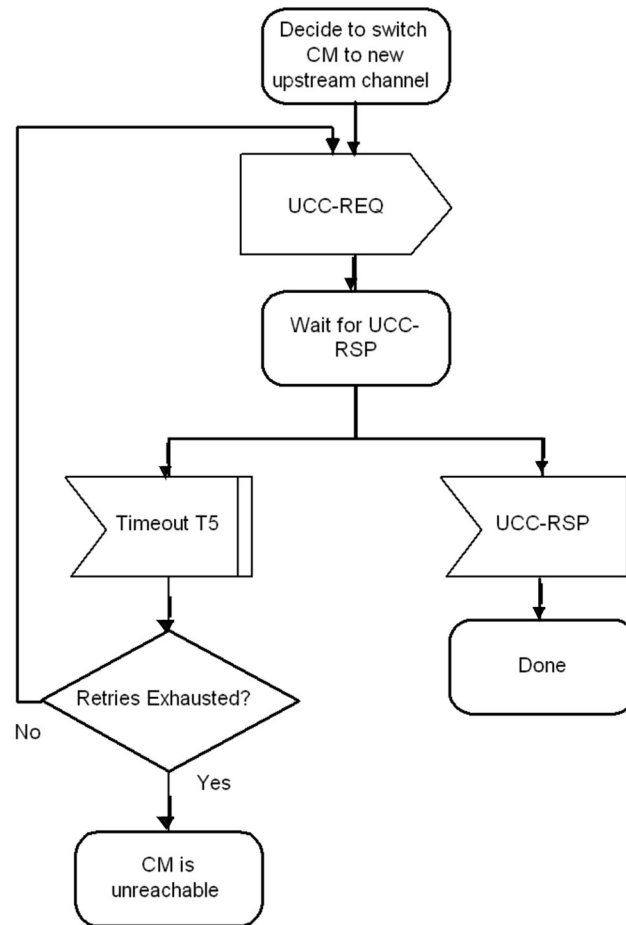 Decide to switch
CM to new
upstream channel
UCC-REQ
Wait for UCC-
RSP
Timeout T5
UCC-RSP
Retries Exhausted?
Done
No
Yes
CM is
unreachable